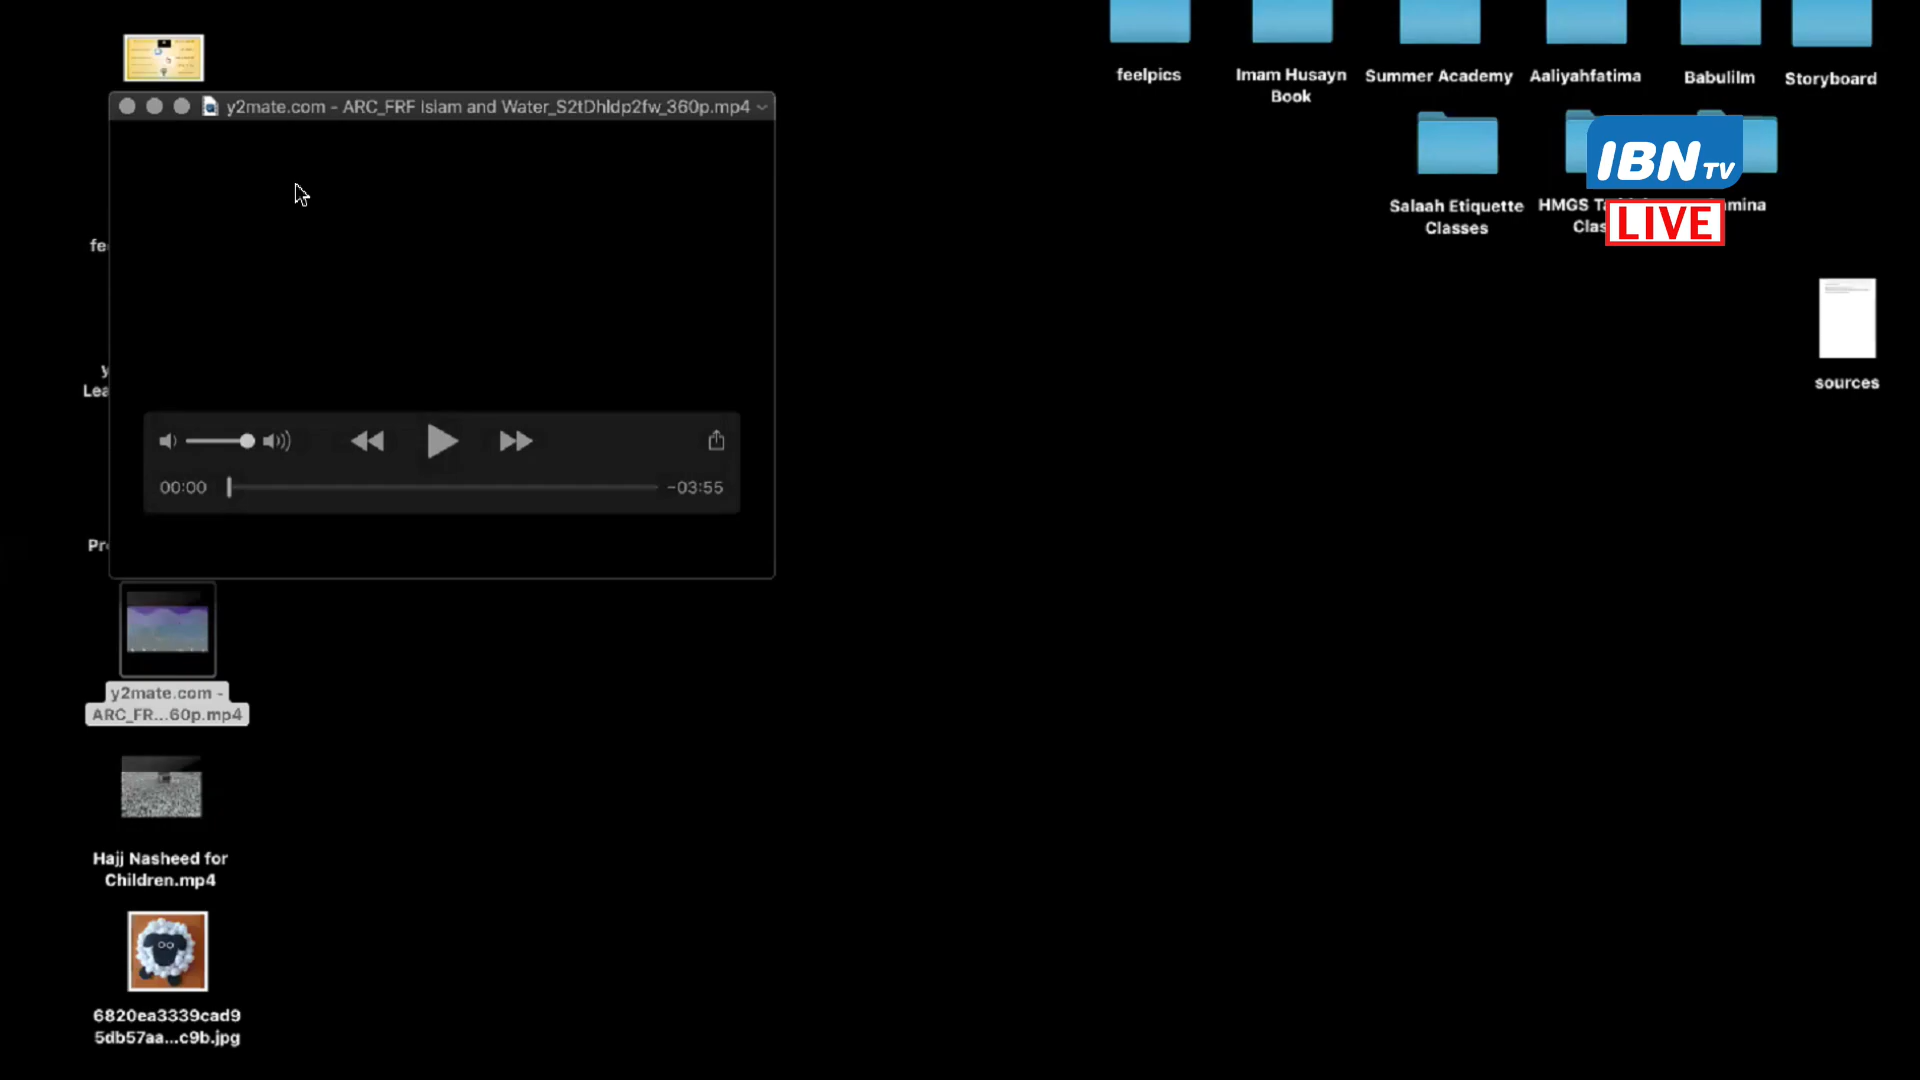 feelpics
Imam Husayn
Book
Summer Academy
Aaliyahfatima
Babulilm
Storyboard
y2mate.com - ARC_FRF Islam and Water_S2tDhldp2fw_360p.mp4
IBN TV
LIVE
Salaah Etiquette
Classes
HMGS
sources
00:00
-03:55
y2mate.com -
ARC_FR...60p.mp4
Hajj Nasheed for
Children.mp4
6820ea3339cad9
5db57aa...c9b.jpg